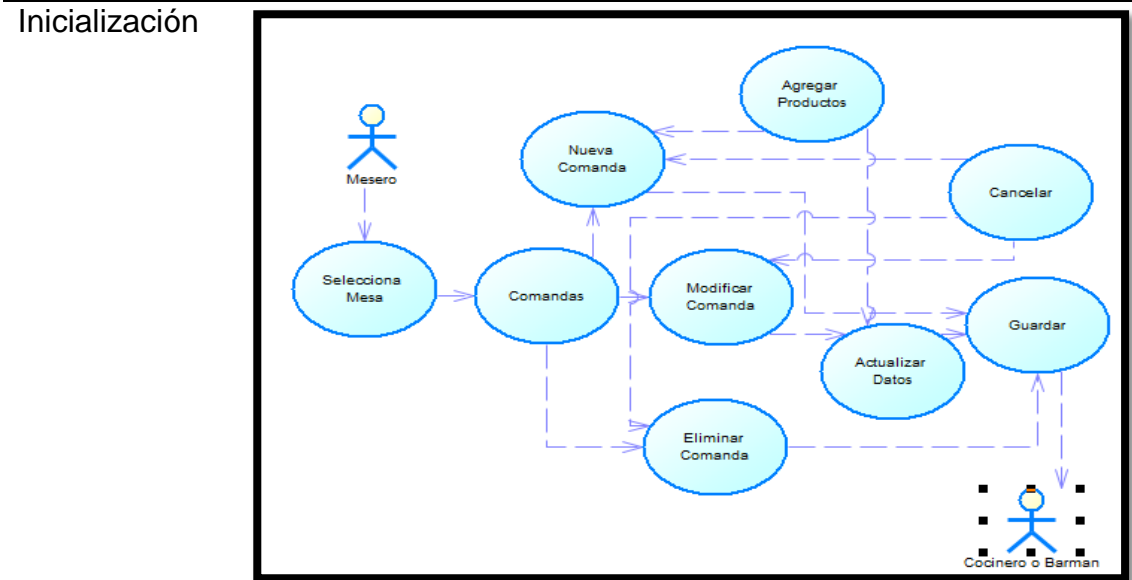 Inicialización
Agregar
Productos
Nueva
Comanda
Mesero
Cancelar
Selecciona
Mesa
Comandas
Modificar
Comanda
Guardar
Actualizar
Datos
Eliminar
Comanda
Cocinero o Barman